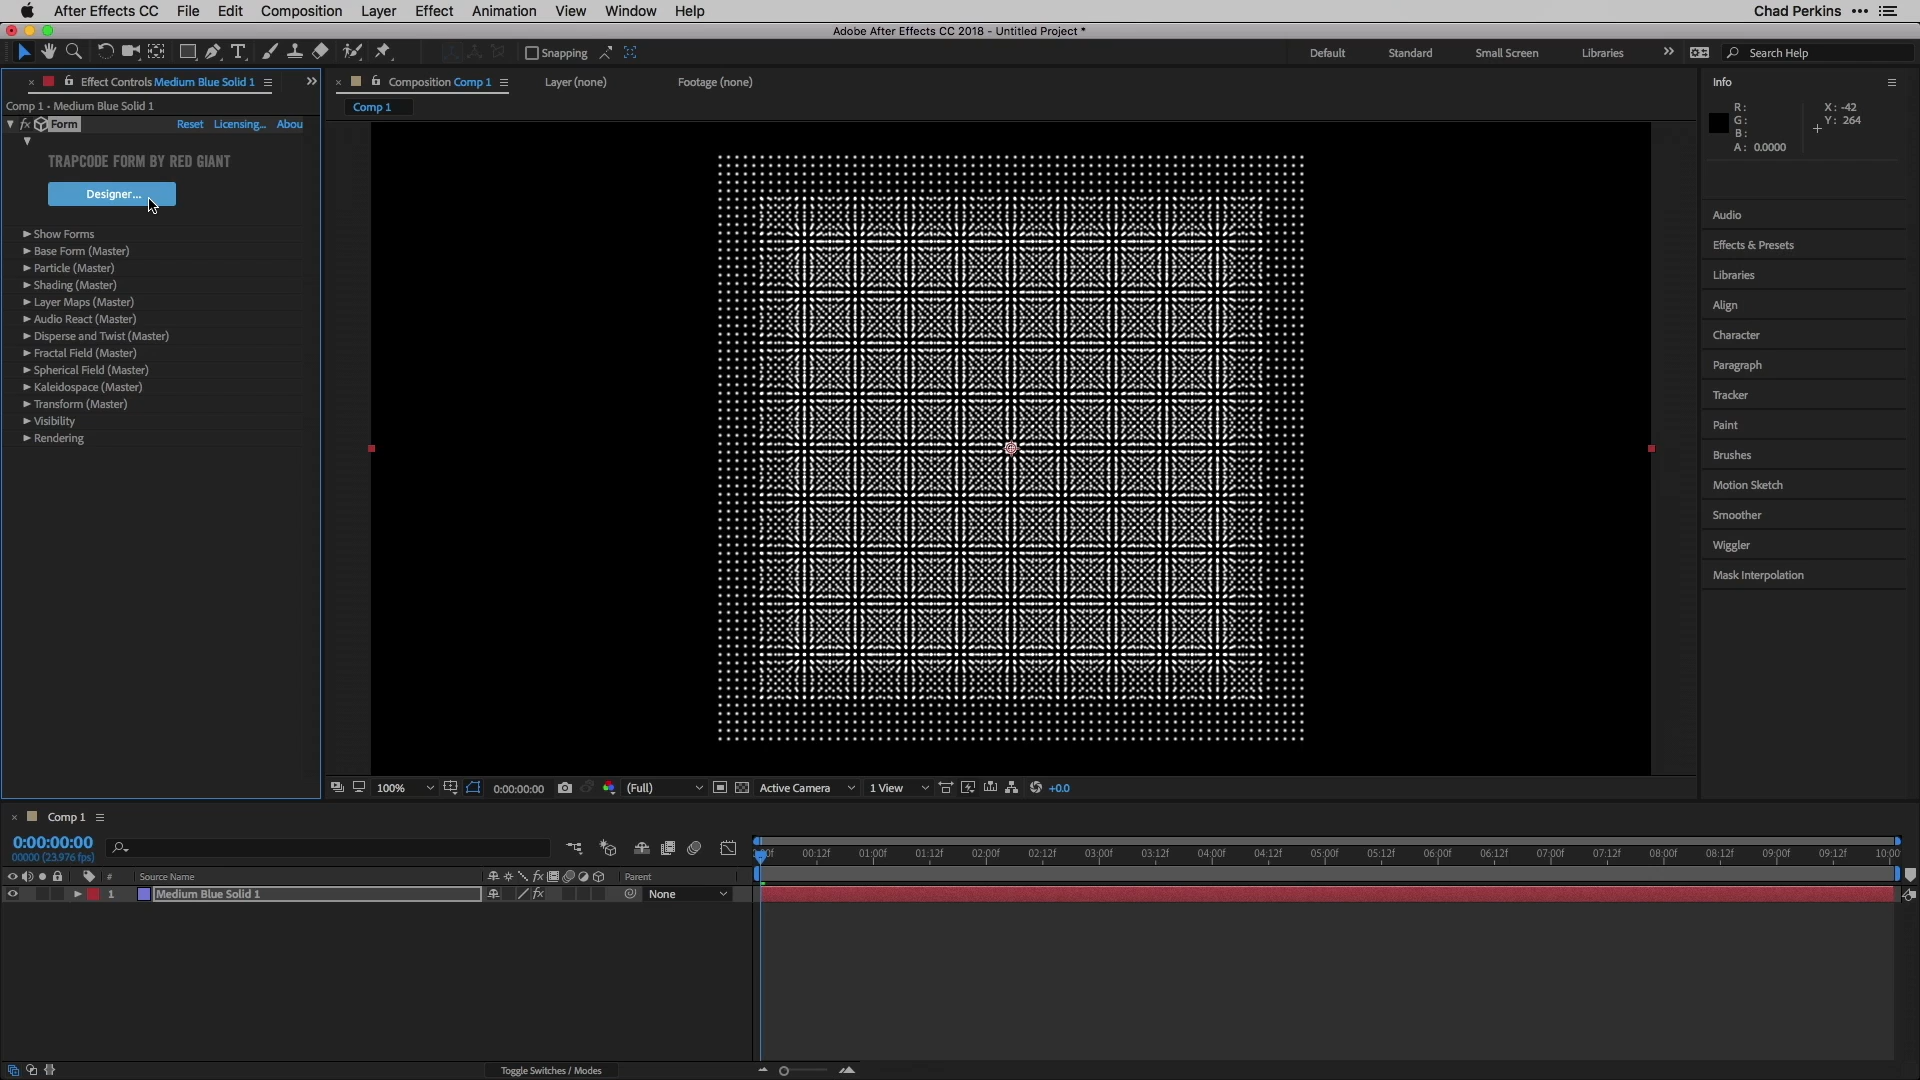 After Effects CC File Edit Composition Layer Effect Animation View Window Help Chad Perkins
Adobe After Effects CC 2018 - Untitled Project *
Snapping Default Standard Small Screen Libraries Search Help
Effect Controls Medium Blue Solid 1
Composition Comp 1 Layer (none) Footage (none)
Comp 1 • Medium Blue Solid 1
Comp 1
fx Form Reset Licensing... Abou
TRAPCODE FORM BY RED GIANT
Designer...
Show Forms
Base Form (Master)
Particle (Master)
Shading (Master)
Layer Maps (Master)
Audio React (Master)
Disperse and Twist (Master)
Fractal Field (Master)
Spherical Field (Master)
Kaleidospace (Master)
Transform (Master)
Visibility
Rendering
Info
R: X: -42
G: Y: 264
B:
A: 0.0000
Audio
Effects & Presets
Libraries
Align
Character
Paragraph
Tracker
Paint
Brushes
Motion Sketch
Smoother
Wiggler
Mask Interpolation
100% 0:00:00:00 (Full) Active Camera 1 View +0.0
Comp 1
0:00:00:00
00000 (23.976 fps)
00:12f 01:00f 01:12f 02:00f 02:12f 03:00f 03:12f 04:00f 04:12f 05:00f 05:12f 06:00f 06:12f 07:00f 07:12f 08:00f 08:12f 09:00f 09:12f 10:00
# Source Name fx Parent
1 Medium Blue Solid 1 fx None
Toggle Switches / Modes